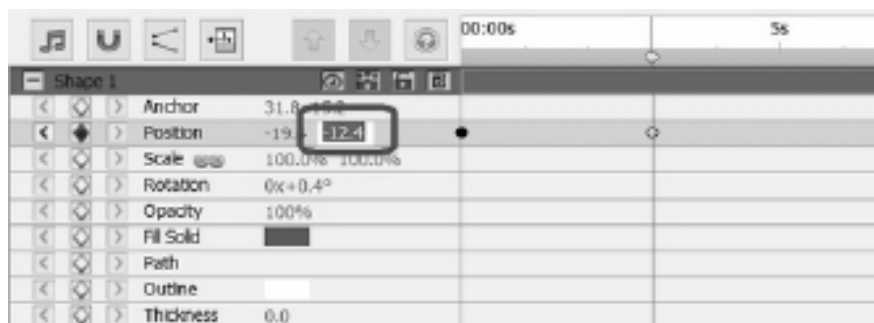 00:00s 5s
Shape 1
Anchor 31.8
Position -19. -12.4
Scale 100.0% 100.0%
Rotation 0x+0.4°
Opacity 100%
Fill Solid
Path
Outline
Thickness 0.0